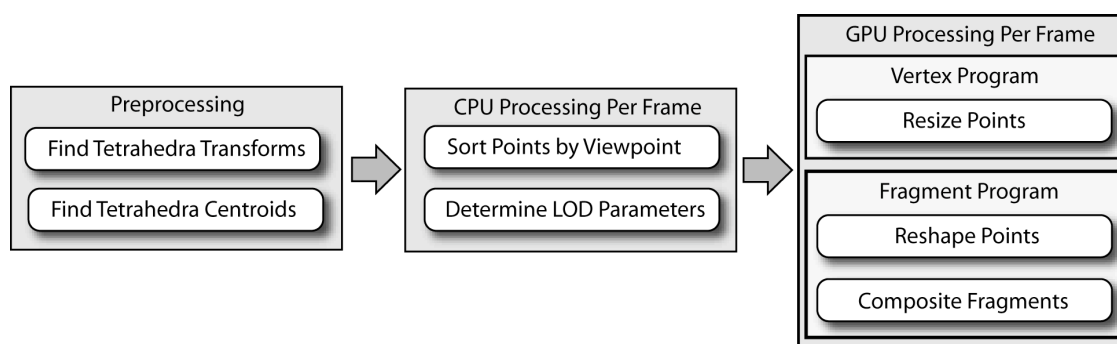 Preprocessing
Find Tetrahedra Transforms
Find Tetrahedra Centroids
CPU Processing Per Frame
Sort Points by Viewpoint
Determine LOD Parameters
GPU Processing Per Frame
Vertex Program
Resize Points
Fragment Program
Reshape Points
Composite Fragments